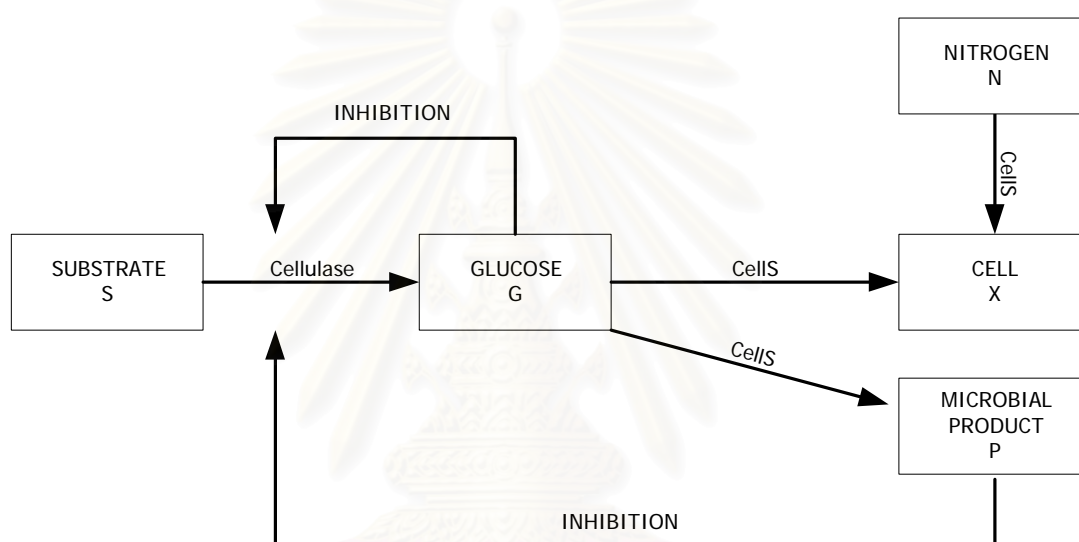 NITROGEN
N
INHIBITION
CellS
SUBSTRATE
S
Cellulase
GLUCOSE
G
CellS
CELL
X
CellS
MICROBIAL
PRODUCT
P
INHIBITION